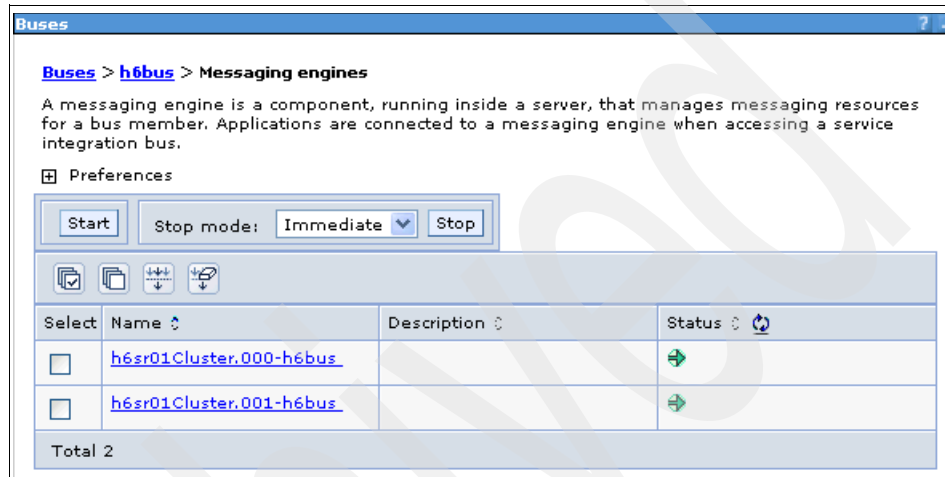 Buses ?
Buses > h6bus > Messaging engines
A messaging engine is a component, running inside a server, that manages messaging resources
for a bus member. Applications are connected to a messaging engine when accessing a service
integration bus.
Preferences
Start Stop mode: Immediate Stop
Select Name Description Status
h6sr01Cluster.000-h6bus
h6sr01Cluster.001-h6bus
Total 2